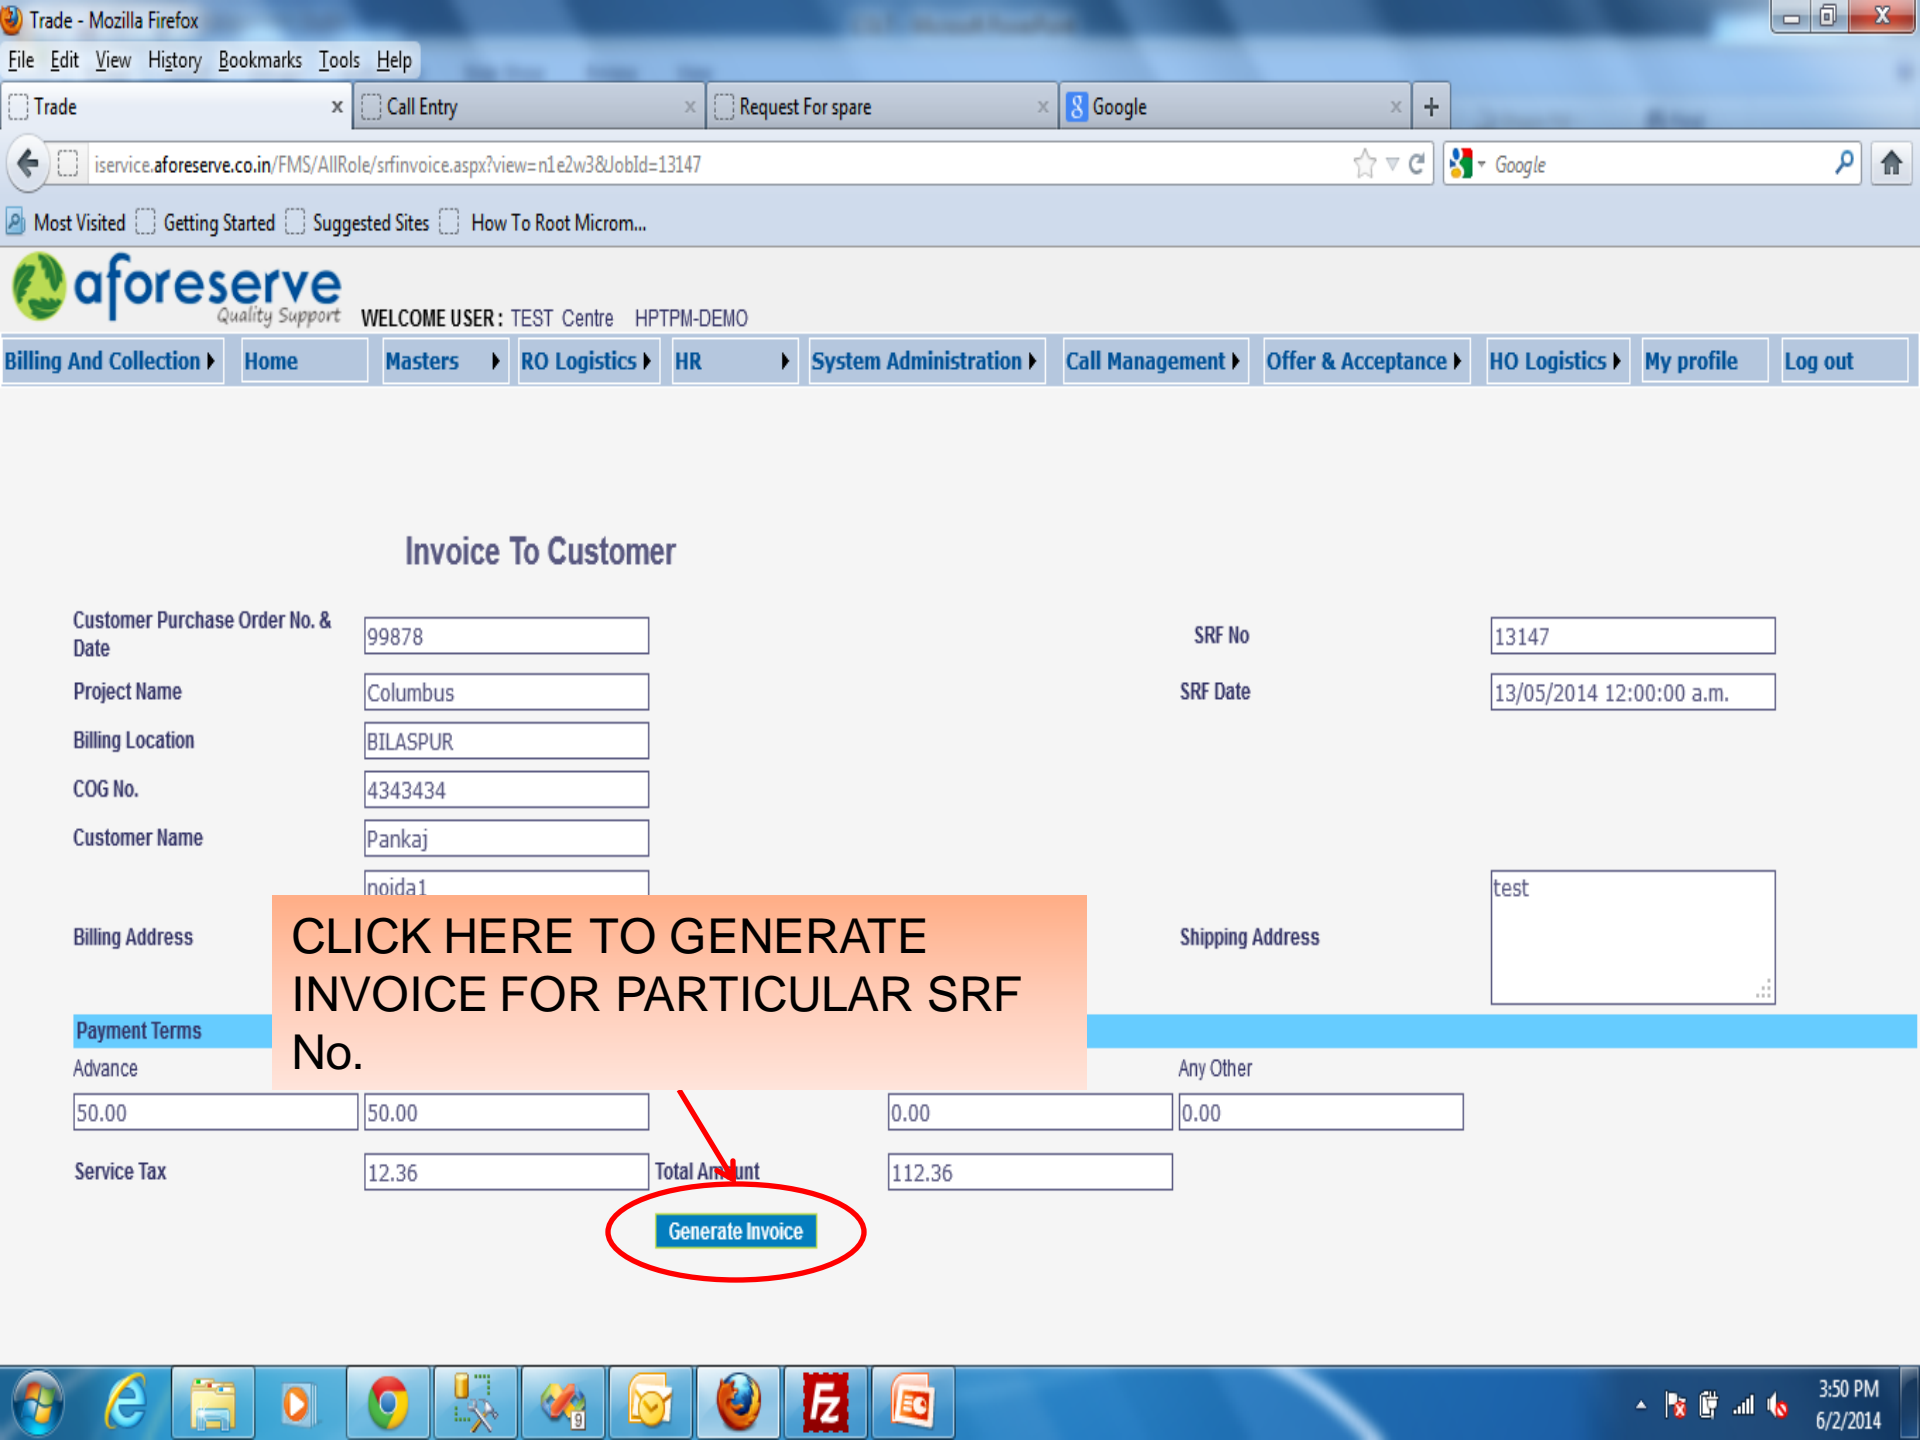 Trade - Mozilla Firefox
File Edit View History Bookmarks Tools Help
Trade x Call Entry x Request For spare x Google x +
iservice.aforeserve.co.in/FMS/AllRole/srfinvoice.aspx?view=n1e2w3&JobId=13147 Google
Most Visited Getting Started Suggested Sites How To Root Microm...
aforeserve
Quality Support WELCOME USER : TEST Centre HPTPM-DEMO
Billing And Collection Home Masters RO Logistics HR System Administration Call Management Offer & Acceptance HO Logistics My profile Log out
Invoice To Customer
Customer Purchase Order No. & Date 99878 SRF No 13147
Project Name Columbus SRF Date 13/05/2014 12:00:00 a.m.
Billing Location BILASPUR
COG No. 4343434
Customer Name Pankaj
noida1 test
Billing Address Shipping Address
CLICK HERE TO GENERATE
INVOICE FOR PARTICULAR SRF
No.
Payment Terms
Advance Any Other
50.00 50.00 0.00 0.00
Service Tax 12.36 Total Amount 112.36
Generate Invoice
3:50 PM
6/2/2014